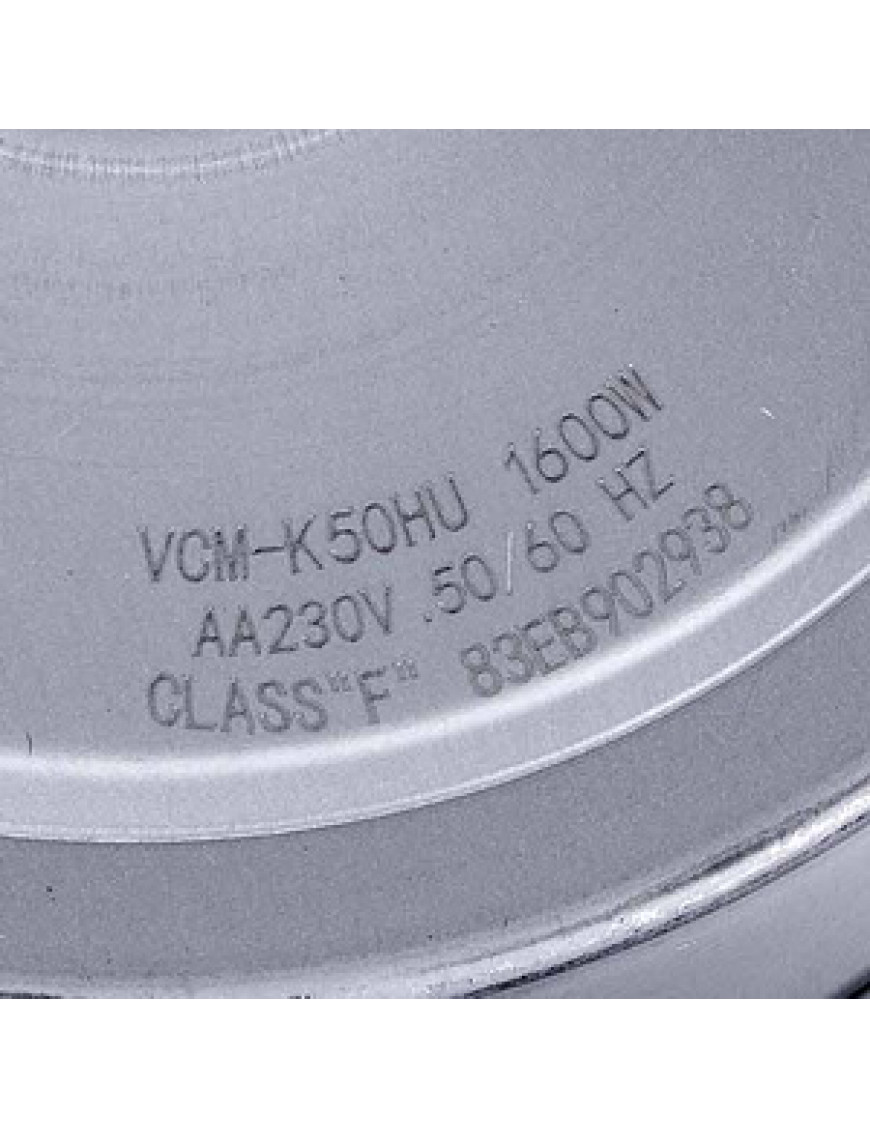 VCM-K50HU 1600W
AA230V .50/60 HZ
CLASS"F" 83EB902938